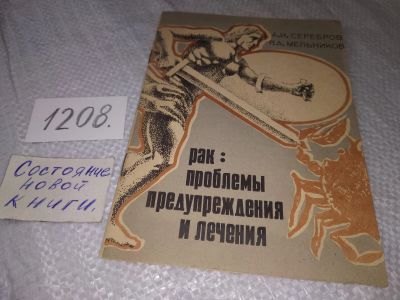 А.И. СЕРЕБРОВ
Р.А. МЕЛЬНИКОВ
рак:
проблемы
предупреждения
и лечения
1208.
Состояние
новой
книги.